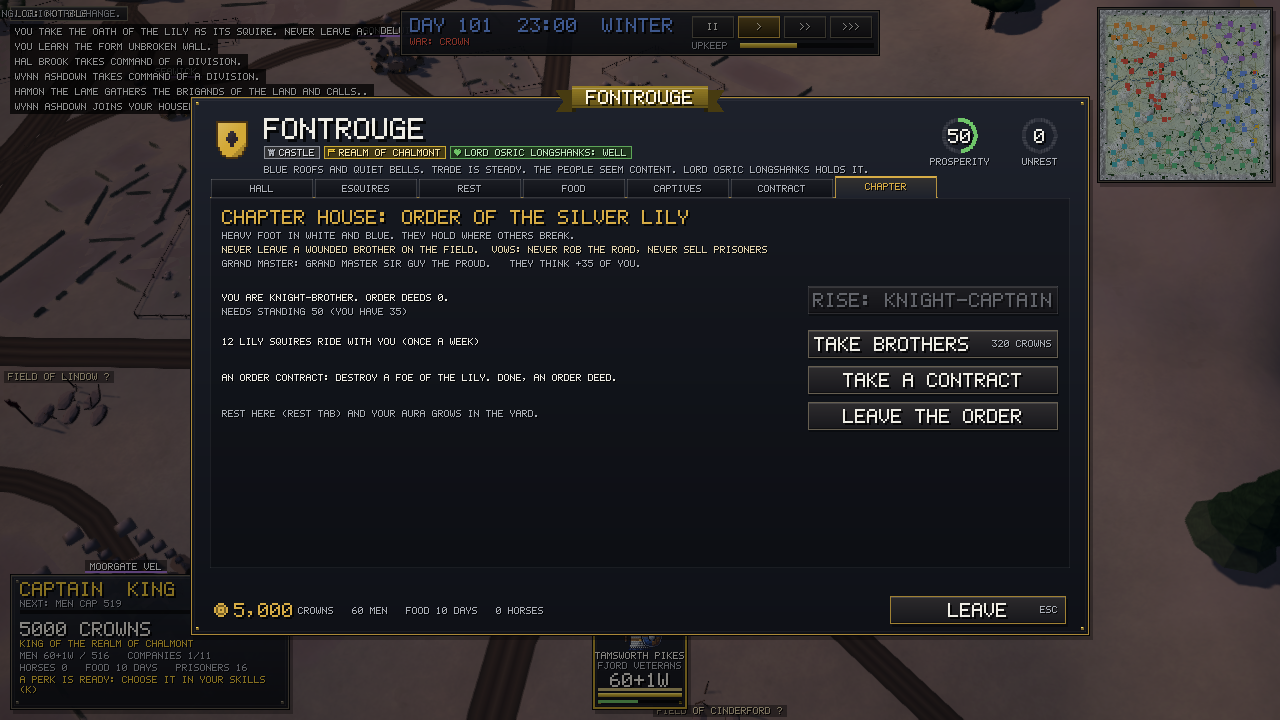 LOG: NOTABLE
CHANGE.
YOU TAKE THE OATH OF THE LILY AS ITS SQUIRE. NEVER LEAVE A..
YOU LEARN THE FORM UNBROKEN WALL.
HAL BROOK TAKES COMMAND OF A DIVISION.
WYNN ASHDOWN TAKES COMMAND OF A DIVISION.
HAMON THE LAME GATHERS THE BRIGANDS OF THE LAND AND CALLS..
WYNN ASHDOWN JOINS YOUR HOUSE
DAY 101 23:00 WINTER
WAR: CROWN
II > >> >>>
UPKEEP
FONTROUGE
FONTROUGE
CASTLE REALM OF CHALMONT LORD OSRIC LONGSHANKS: WELL
BLUE ROOFS AND QUIET BELLS. TRADE IS STEADY. THE PEOPLE SEEM CONTENT. LORD OSRIC LONGSHANKS HOLDS IT.
50 PROSPERITY
0 UNREST
HALL ESQUIRES REST FOOD CAPTIVES CONTRACT CHAPTER
CHAPTER HOUSE: ORDER OF THE SILVER LILY
HEAVY FOOT IN WHITE AND BLUE. THEY HOLD WHERE OTHERS BREAK.
NEVER LEAVE A WOUNDED BROTHER ON THE FIELD. VOWS: NEVER ROB THE ROAD, NEVER SELL PRISONERS
GRAND MASTER: GRAND MASTER SIR GUY THE PROUD. THEY THINK +35 OF YOU.
YOU ARE KNIGHT-BROTHER. ORDER DEEDS 0.
NEEDS STANDING 50 (YOU HAVE 35)
RISE: KNIGHT-CAPTAIN
12 LILY SQUIRES RIDE WITH YOU (ONCE A WEEK)
TAKE BROTHERS 320 CROWNS
AN ORDER CONTRACT: DESTROY A FOE OF THE LILY. DONE, AN ORDER DEED.
TAKE A CONTRACT
REST HERE (REST TAB) AND YOUR AURA GROWS IN THE YARD.
LEAVE THE ORDER
5,000 CROWNS 60 MEN FOOD 10 DAYS 0 HORSES
LEAVE ESC
FIELD OF LINDOW ?
MOORGATE VEL
CAPTAIN KING
NEXT: MEN CAP 519
5000 CROWNS
KING OF THE REALM OF CHALMONT
MEN 60+1W / 516 COMPANIES 1/11
HORSES 0 FOOD 10 DAYS PRISONERS 16
A PERK IS READY: CHOOSE IT IN YOUR SKILLS
(K)
TAMSWORTH PIKES
FJORD VETERANS
60+1W
FIELD OF CINDERFORD ?